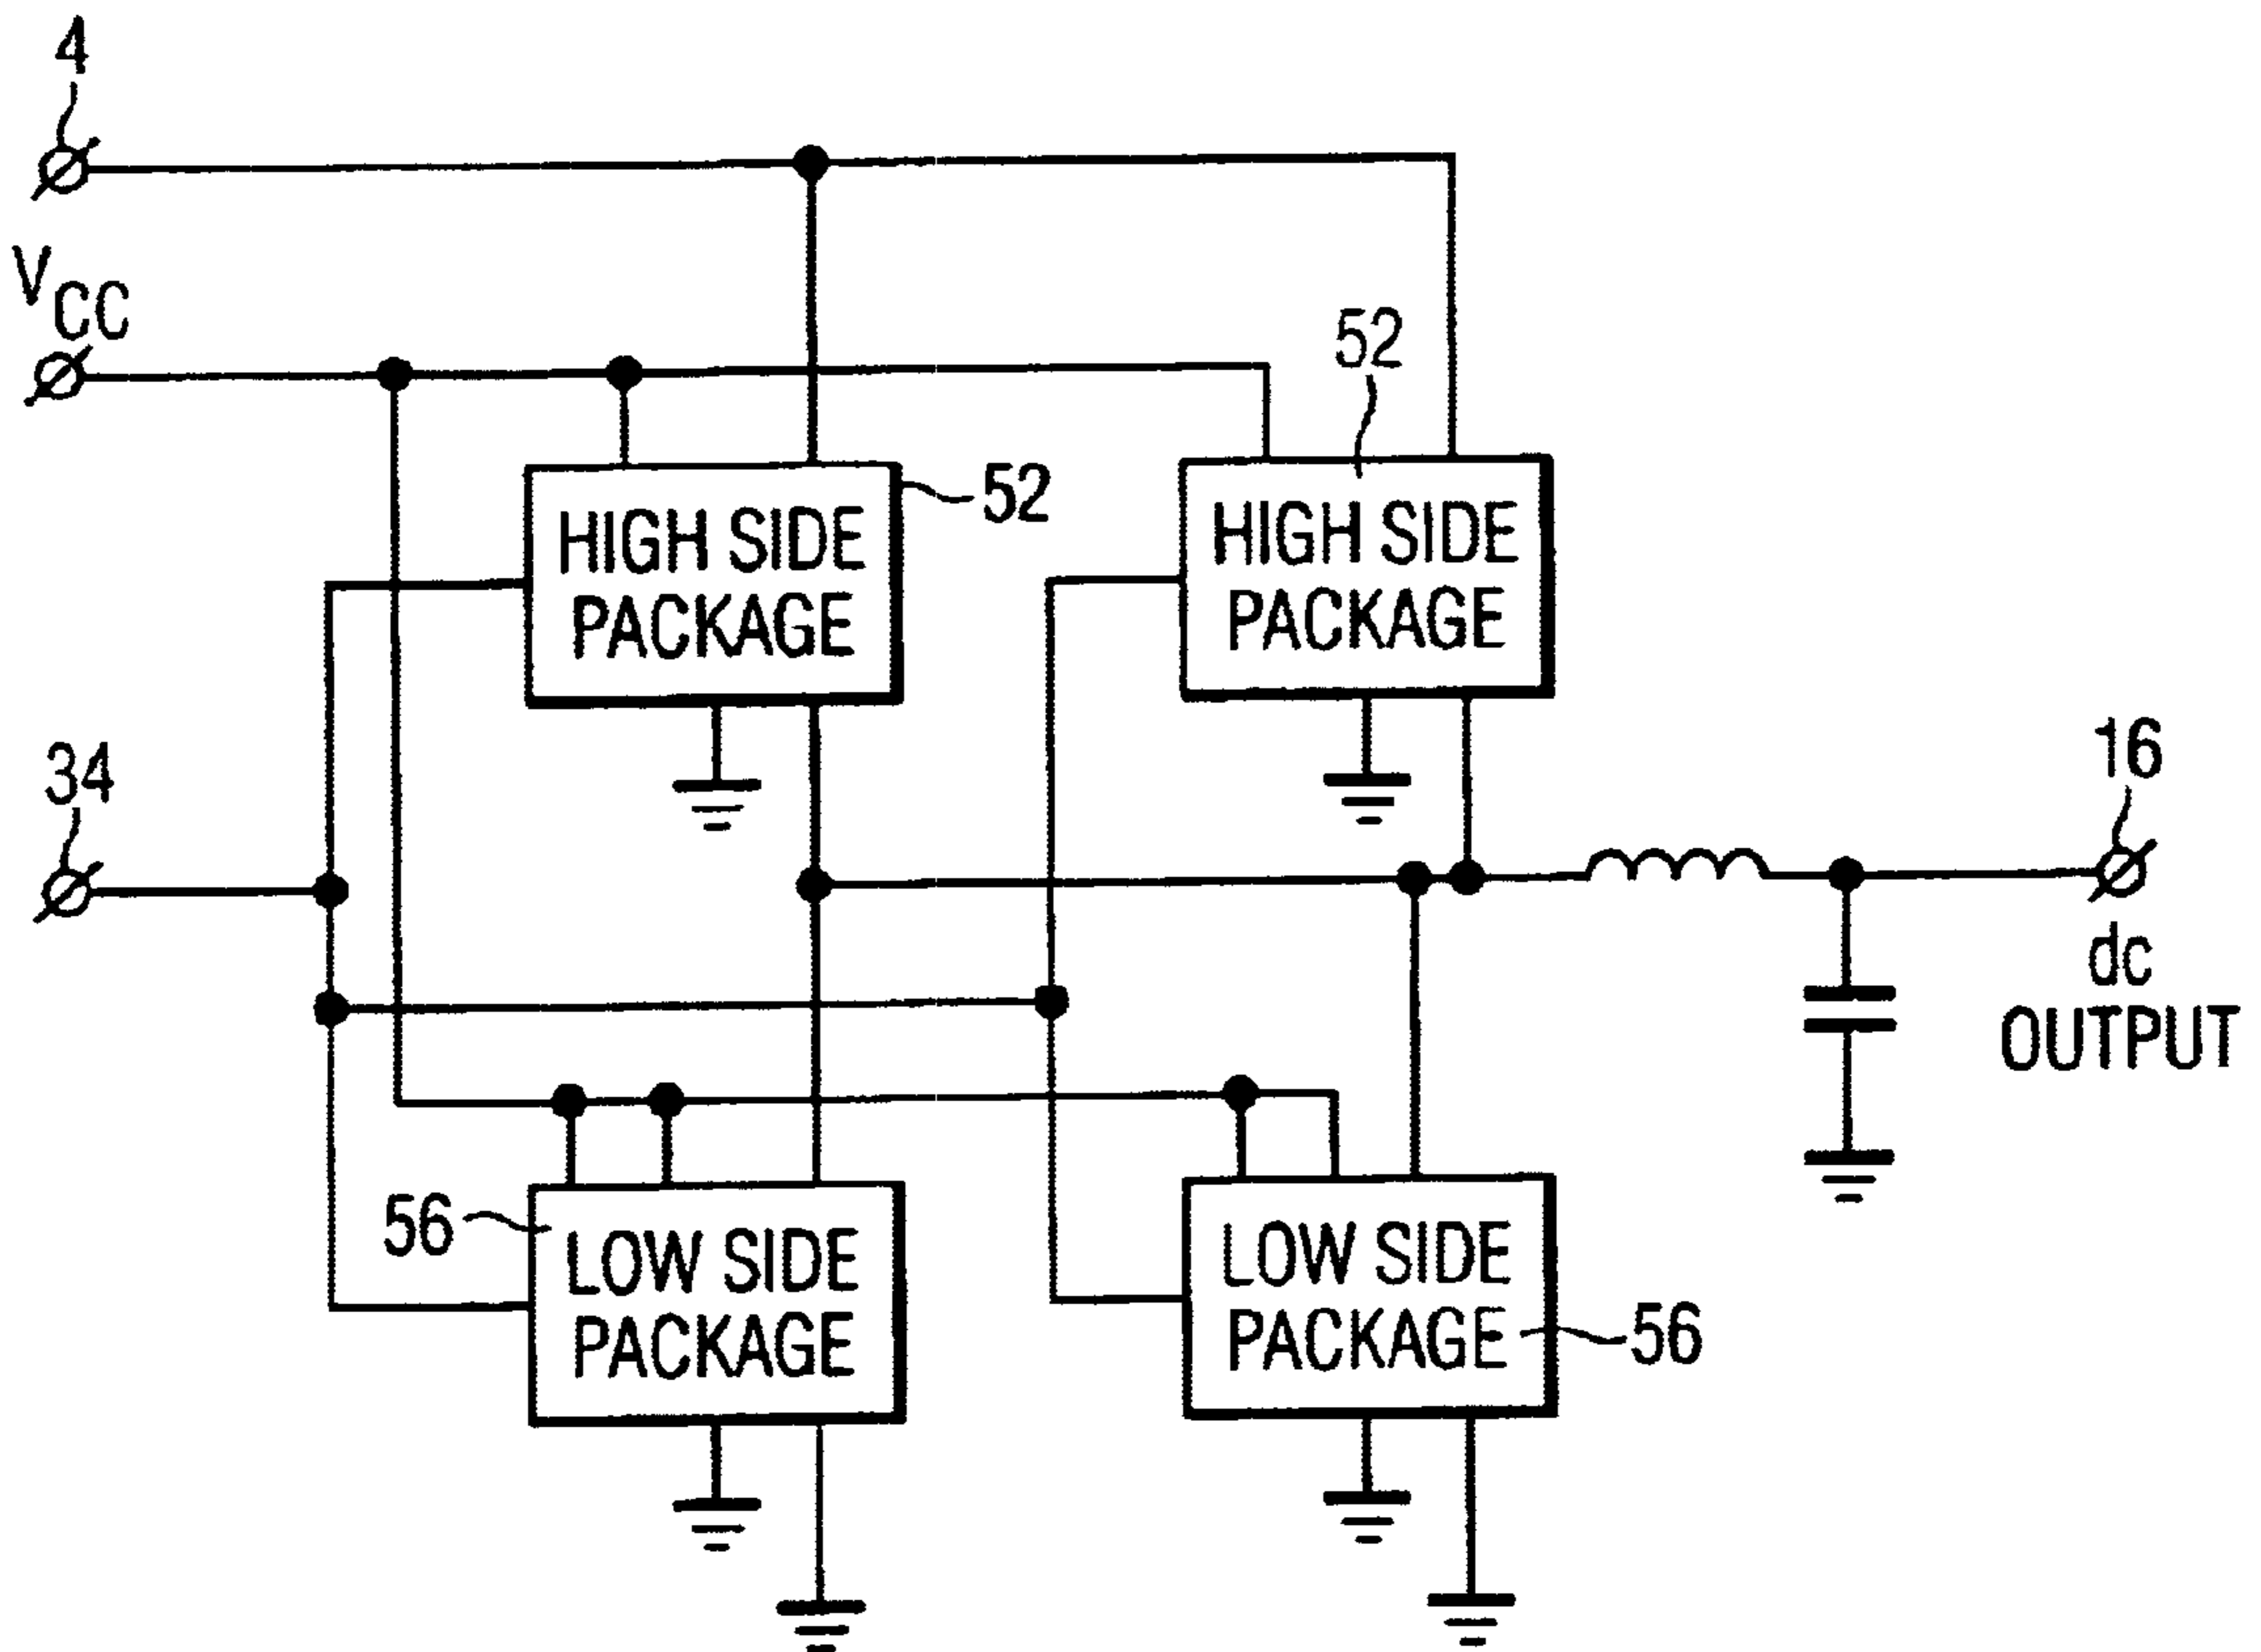 4
VCC
52
HIGH SIDE
PACKAGE
52
HIGH SIDE
PACKAGE
34
16
dc
OUTPUT
56
LOW SIDE
PACKAGE
LOW SIDE
PACKAGE
56